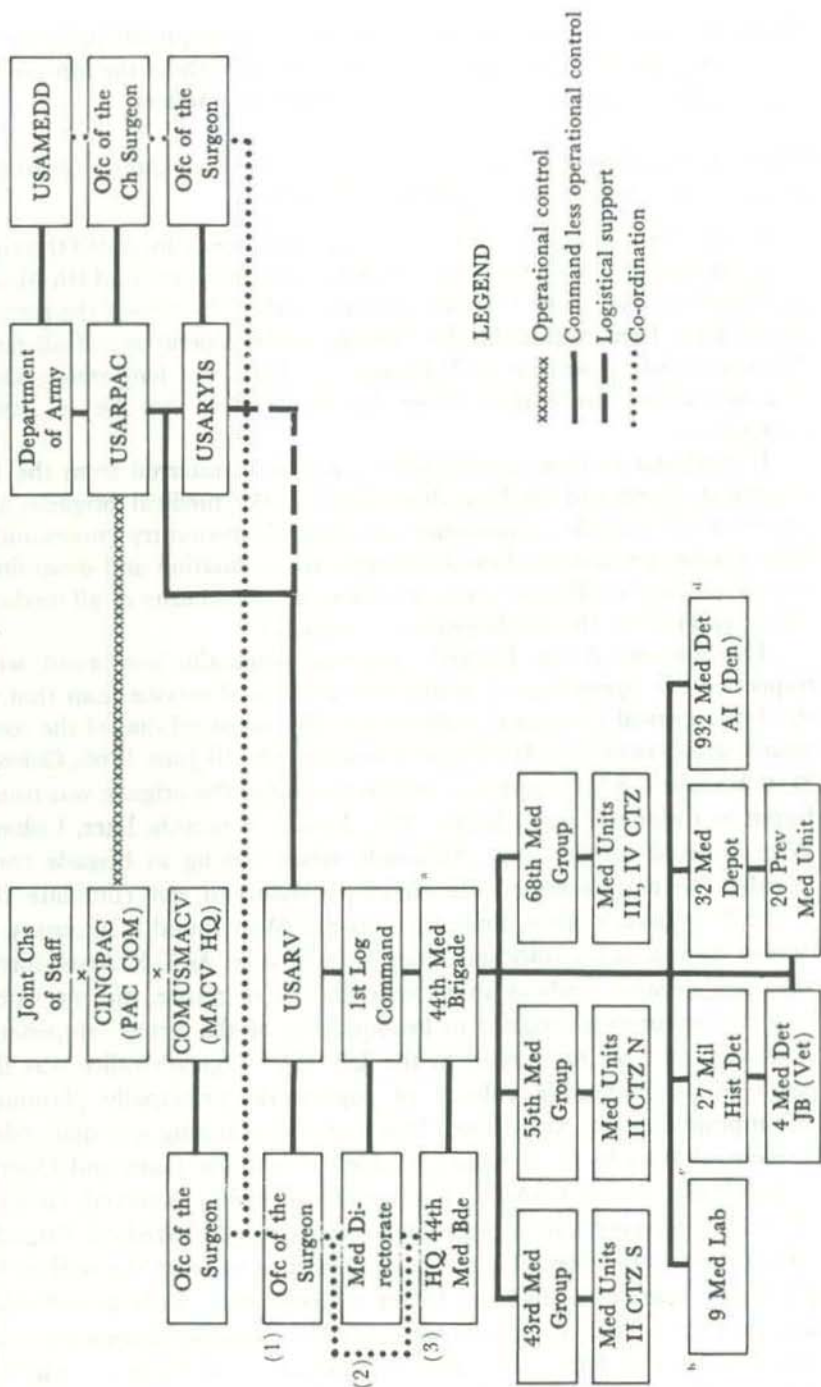 Joint Chs
of Staff
Department
of Army
USAMEDD
CINCPAC
(PAC COM)
USARPAC
Ofc of the
Ch Surgeon
Ofc of the
Surgeon
COMUSMACV
(MACV HQ)
USARYIS
Ofc of the
Surgeon
(1)
Ofc of the
Surgeon
USARV
(2)
Med Di-
rectorate
1st Log
Command
(3)
HQ 44th
Med Bde
44th Med
Brigade
a
LEGEND
xxxxxxx Operational control
Command less operational control
Logistical support
Co-ordination
43rd Med
Group
55th Med
Group
68th Med
Group
Med Units
II CTZ S
Med Units
II CTZ N
Med Units
III, IV CTZ
b
9 Med Lab
27 Mil
Hist Det
32 Med
Depot
932 Med Det
AI (Den)
d
4 Med Det
JB (Vet)
20 Prev
Med Unit